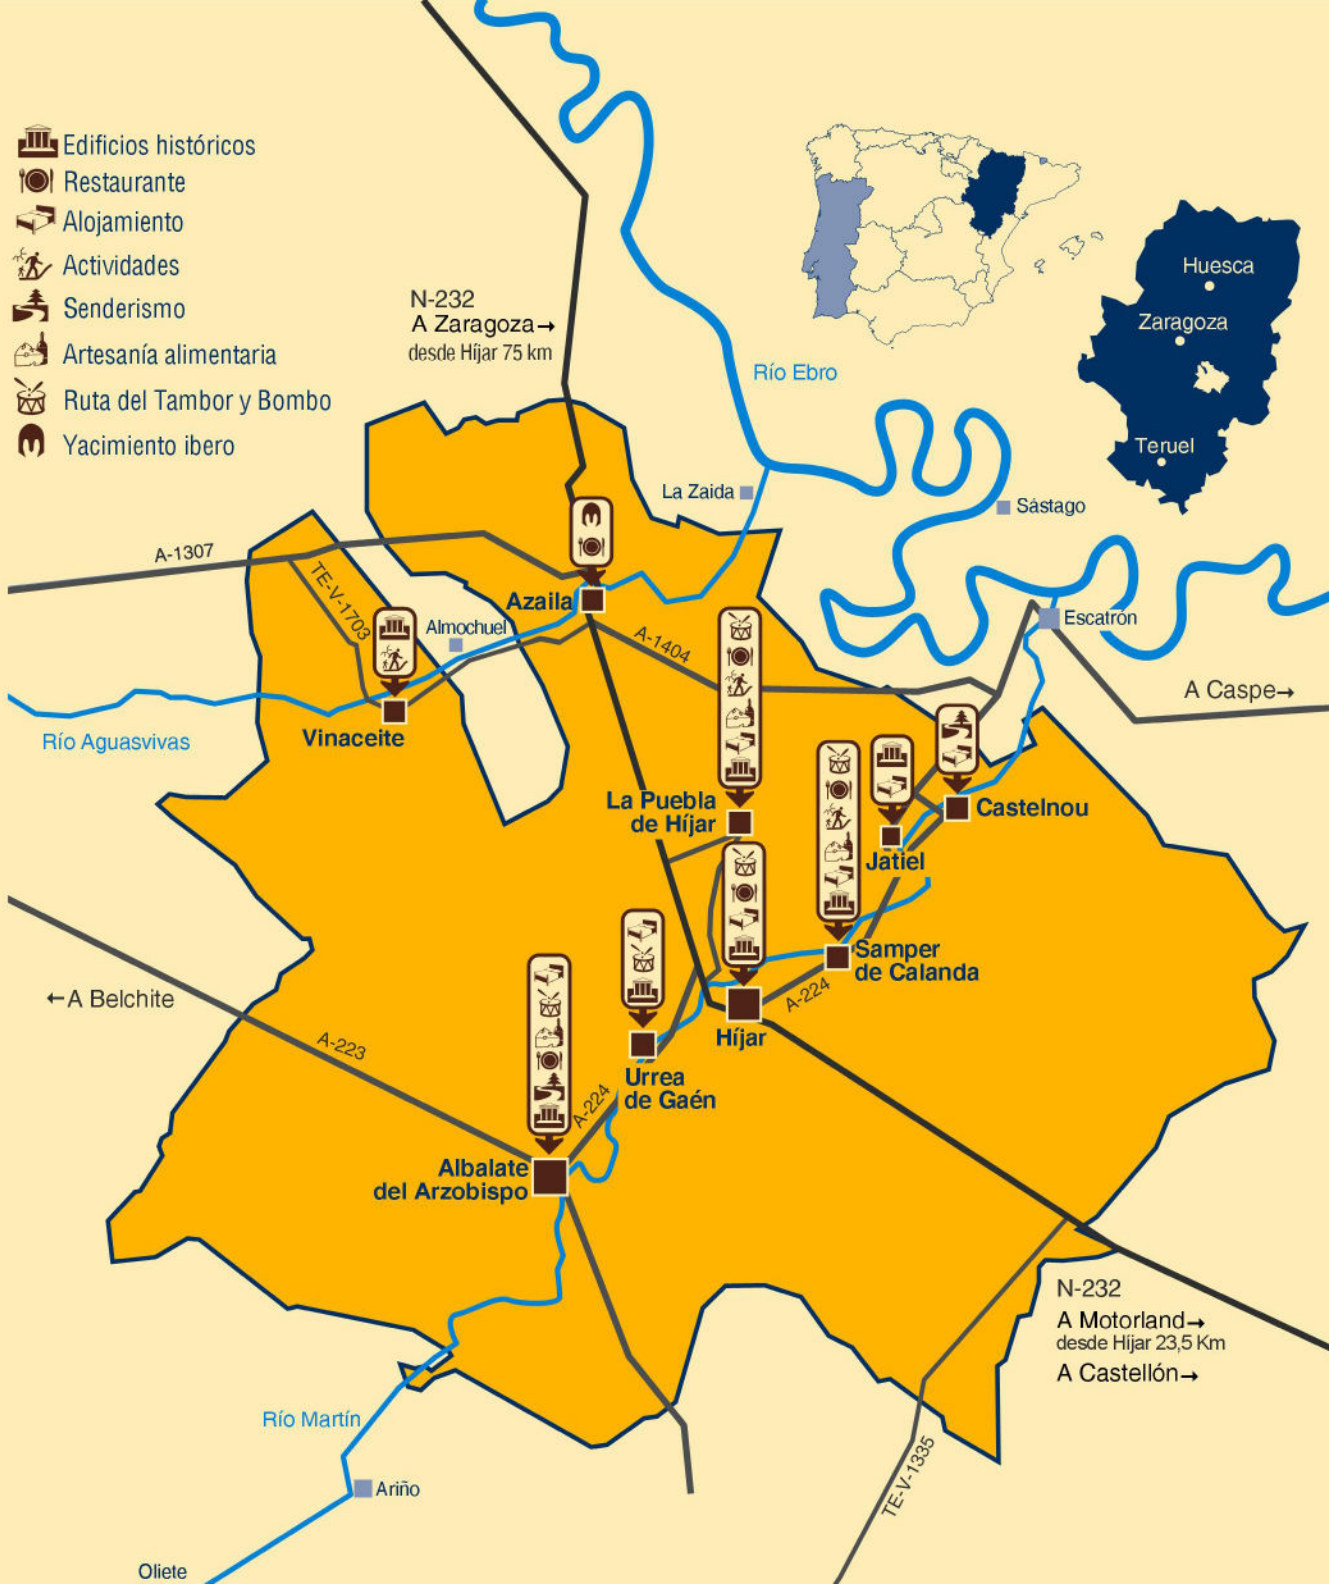 Edificios históricos
Restaurante
Alojamiento
Actividades
Senderismo
Artesanía alimentaria
Ruta del Tambor y Bombo
Yacimiento ibero
N-232
A Zaragoza→
desde Híjar 75 km
Río Ebro
Huesca
Zaragoza
Teruel
La Zaida
Sástago
A-1307
TE-V-1703
Azaila
Almochuel
A-1404
Escatrón
A Caspe→
Río Aguasvivas
Vinaceite
La Puebla
de Híjar
Castelnou
Jatiel
Samper
de Calanda
A-224
←A Belchite
A-223
Híjar
Urrea
de Gaén
A-224
Albalate
del Arzobispo
N-232
A Motorland→
desde Híjar 23,5 Km
A Castellón→
Río Martín
TE-V-1335
Ariño
Oliete